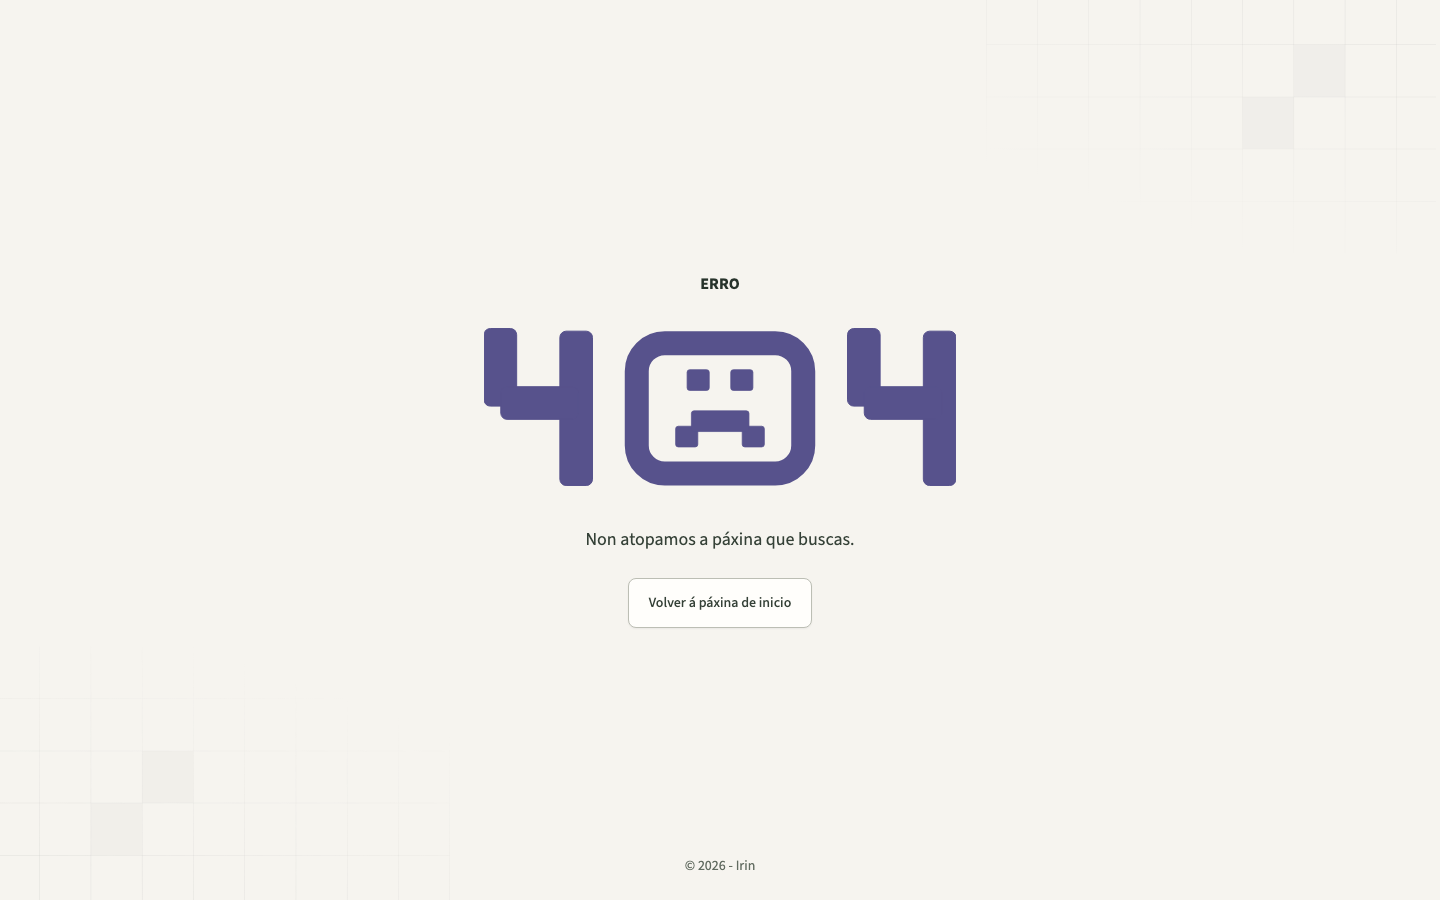 ERRO
404
Non atopamos a páxina que buscas.
Volver á páxina de inicio
© 2026 - Irin